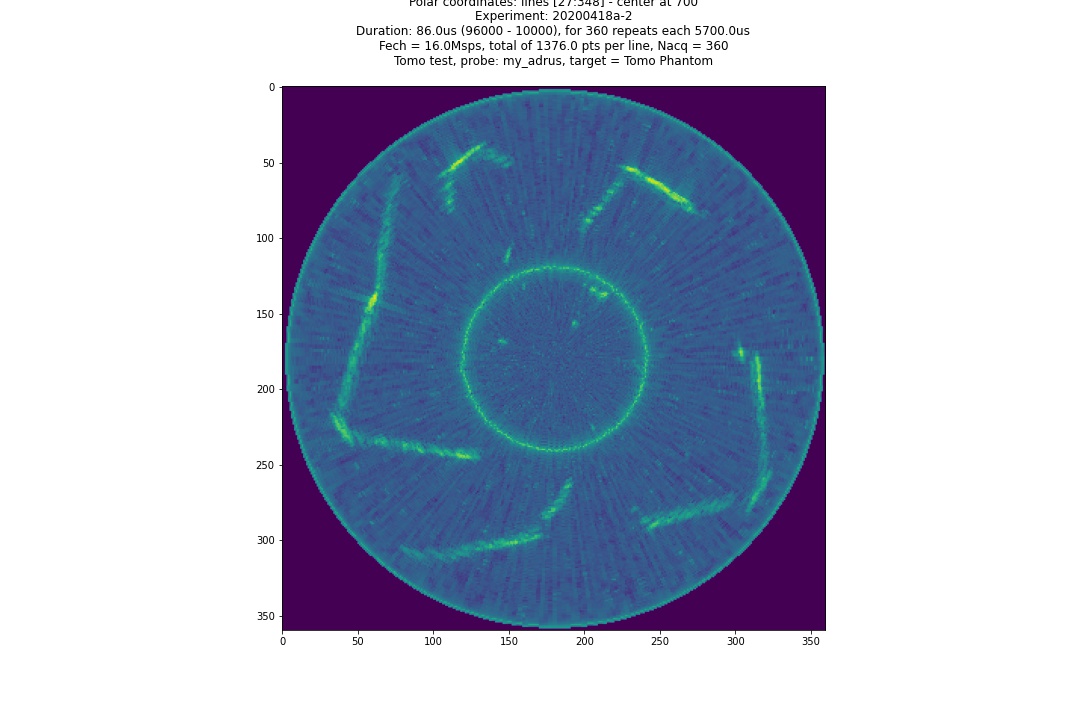 Polar coordinates: lines [27:348] - center at 700
Experiment: 20200418a-2
Duration: 86.0us (96000 - 10000), for 360 repeats each 5700.0us
Fech = 16.0Msps, total of 1376.0 pts per line, Nacq = 360
Tomo test, probe: my_adrus, target = Tomo Phantom
0
50
100
150
200
250
300
350
0 50 100 150 200 250 300 350